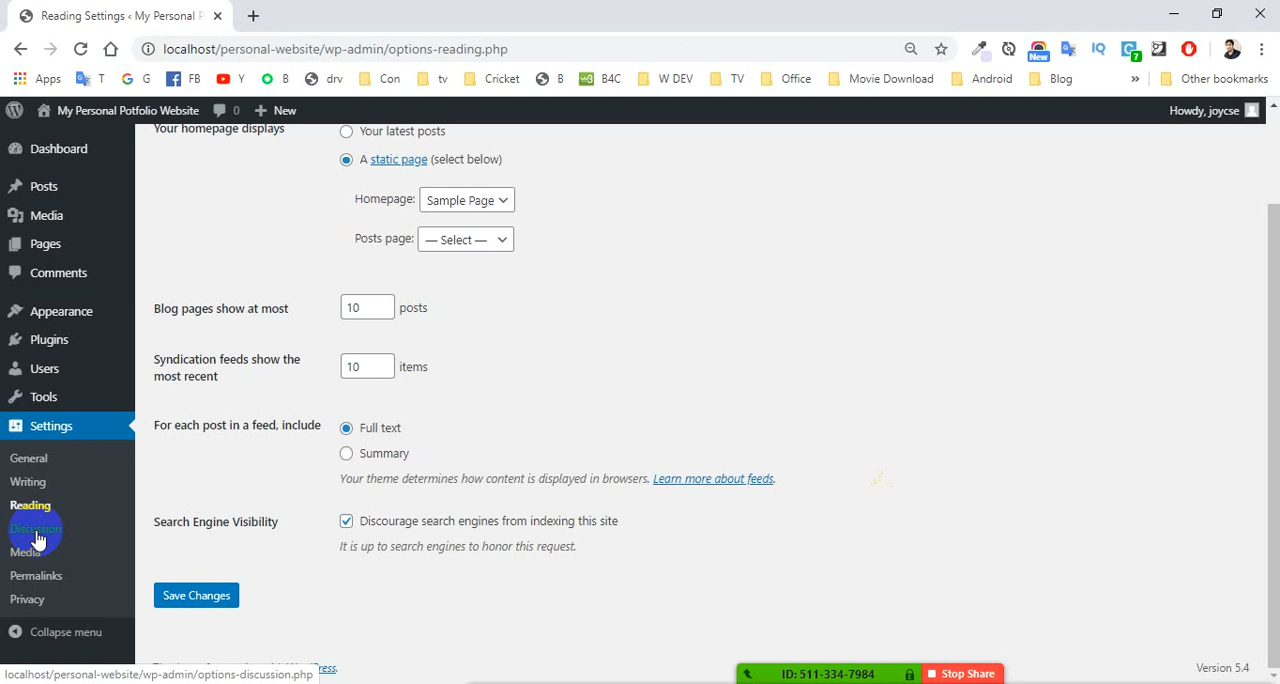 Reading Settings ‹ My Personal P
localhost/personal-website/wp-admin/options-reading.php
New
IQ
7
Apps T G FB Y B drv Con tv Cricket B B4C W DEV TV Office Movie Download Android Blog » Other bookmarks
My Personal Potfolio Website 0 New Howdy, joycse
Dashboard
Posts
Media
Pages
Comments
Appearance
Plugins
Users
Tools
Settings
General
Writing
Reading
Discussion
Media
Permalinks
Privacy
Collapse menu
Your homepage displays
Your latest posts
A static page (select below)
Homepage: Sample Page
Posts page: — Select —
Blog pages show at most 10 posts
Syndication feeds show the
most recent
10 items
For each post in a feed, include
Full text
Summary
Your theme determines how content is displayed in browsers. Learn more about feeds.
Search Engine Visibility
Discourage search engines from indexing this site
It is up to search engines to honor this request.
Save Changes
Version 5.4
localhost/personal-website/wp-admin/options-discussion.php
ress.
ID: 511-334-7984 Stop Share